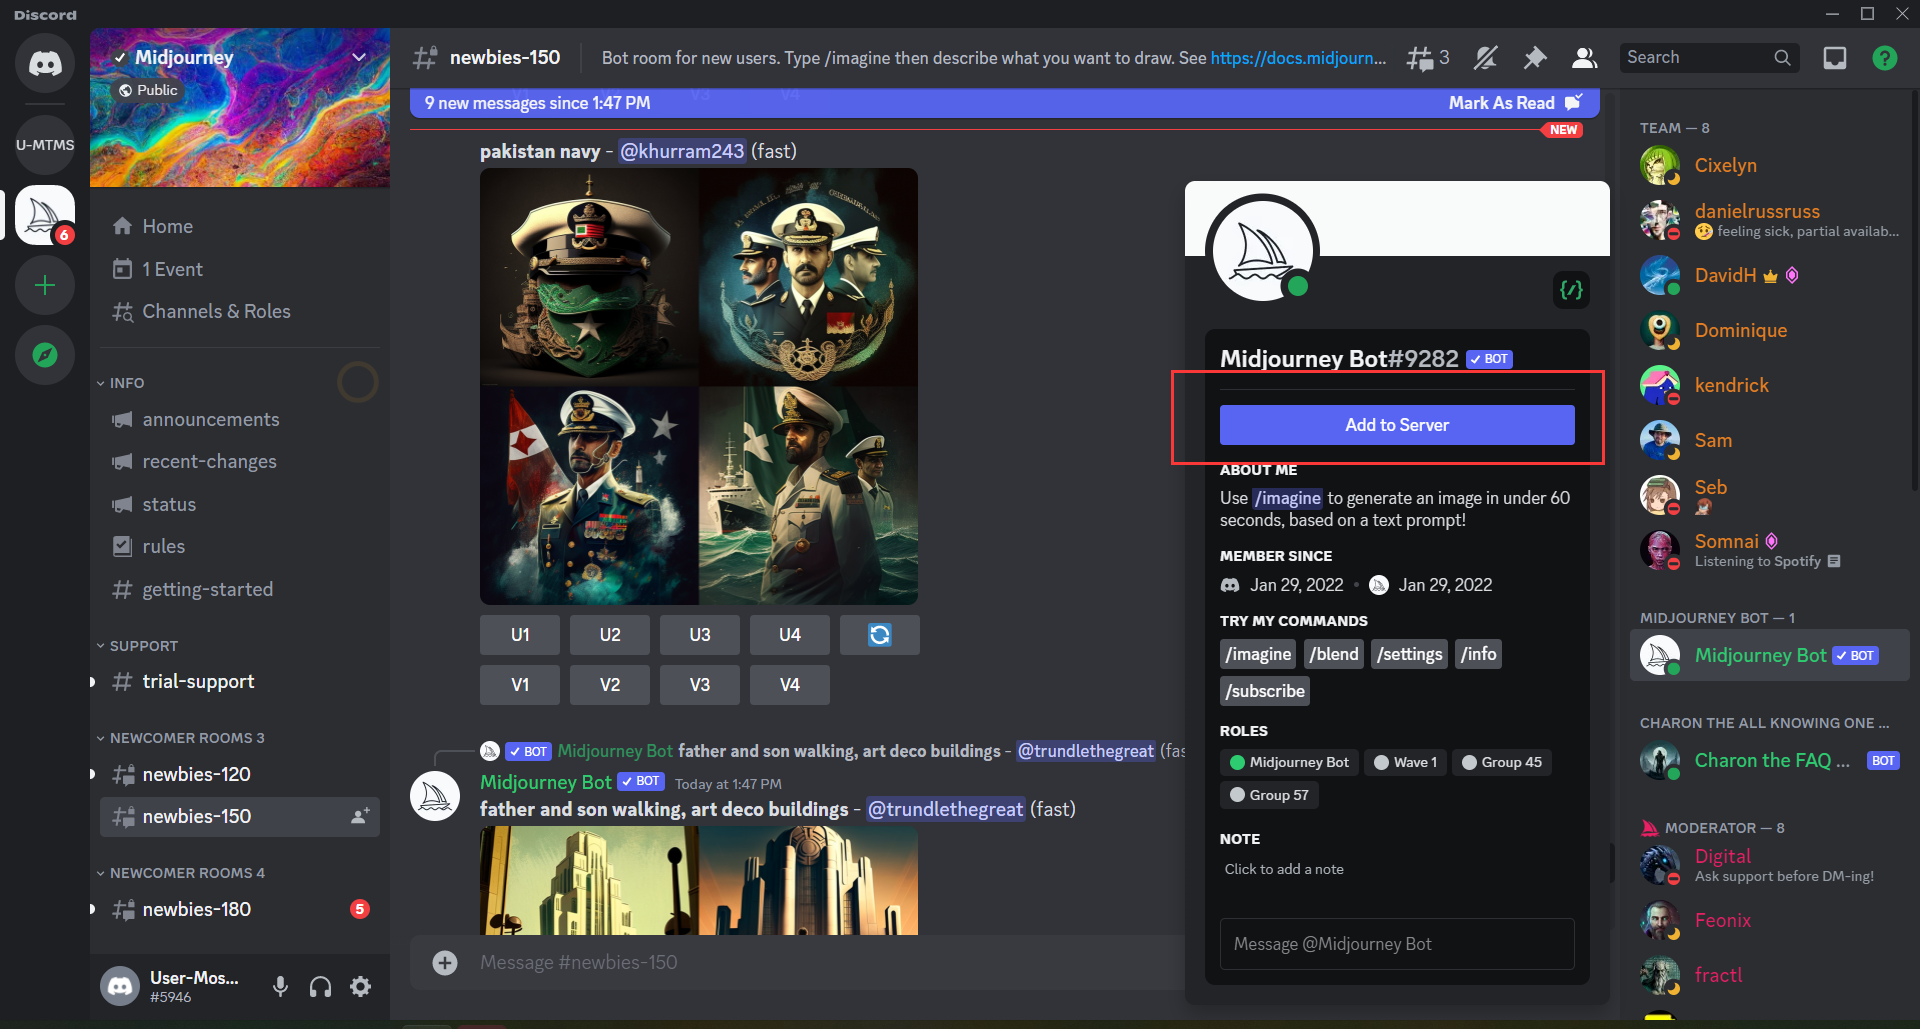 Discord
Midjourney
Public
U-MTMS
6
Home
1 Event
Channels & Roles
INFO
announcements
recent-changes
status
rules
getting-started
SUPPORT
trial-support
NEWCOMER ROOMS 3
newbies-120
newbies-150
NEWCOMER ROOMS 4
newbies-180
5
User-Mos...
#5946
newbies-150
Bot room for new users. Type /imagine then describe what you want to draw. See https://docs.midjourn...
3
Search
9 new messages since 1:47 PM
Mark As Read
NEW
pakistan navy - @khurram243 (fast)
U1 U2 U3 U4
V1 V2 V3 V4
BOT Midjourney Bot father and son walking, art deco buildings - @trundlethegreat (fas
Midjourney Bot BOT Today at 1:47 PM
father and son walking, art deco buildings - @trundlethegreat (fast)
Message #newbies-150
Midjourney Bot#9282 BOT
Add to Server
ABOUT ME
Use /imagine to generate an image in under 60
seconds, based on a text prompt!
MEMBER SINCE
Jan 29, 2022 • Jan 29, 2022
TRY MY COMMANDS
/imagine /blend /settings /info
/subscribe
ROLES
Midjourney Bot Wave 1 Group 45
Group 57
NOTE
Click to add a note
Message @Midjourney Bot
TEAM — 8
Cixelyn
danielrussruss
feeling sick, partial availab...
DavidH
Dominique
kendrick
Sam
Seb
Somnai
Listening to Spotify
MIDJOURNEY BOT — 1
Midjourney Bot BOT
CHARON THE ALL KNOWING ONE ...
Charon the FAQ ... BOT
MODERATOR — 8
Digital
Ask support before DM-ing!
Feonix
fractl